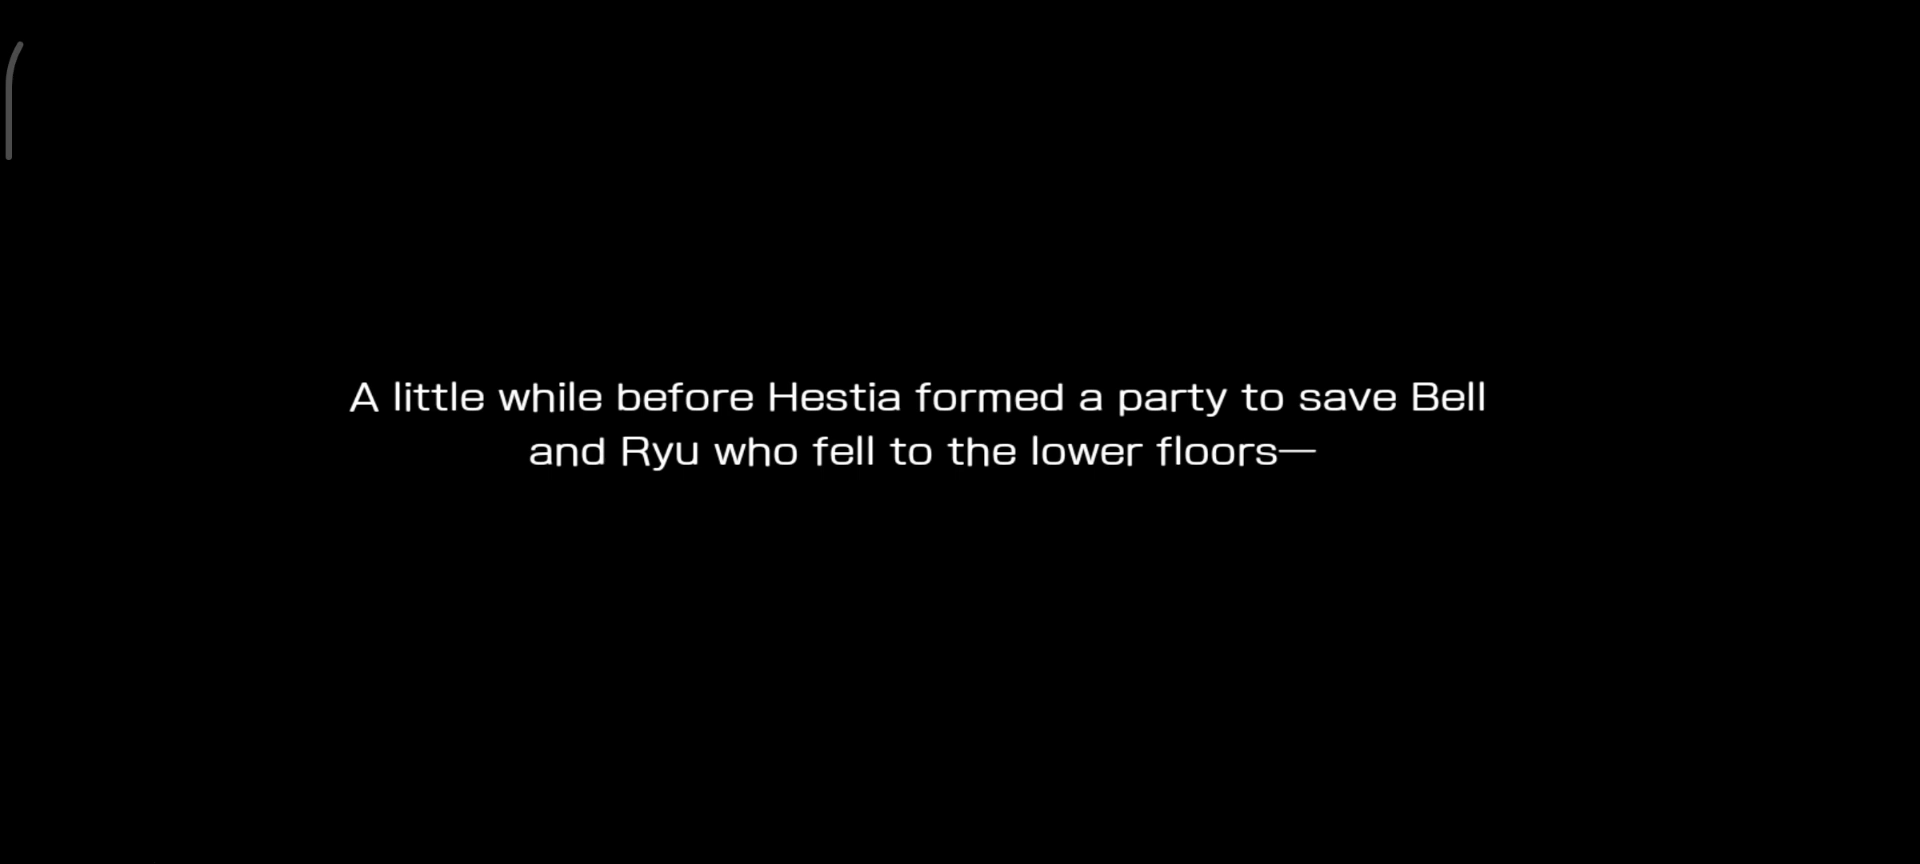 A little while before Hestia formed a party to save Bell
and Ryu who fell to the lower floors—